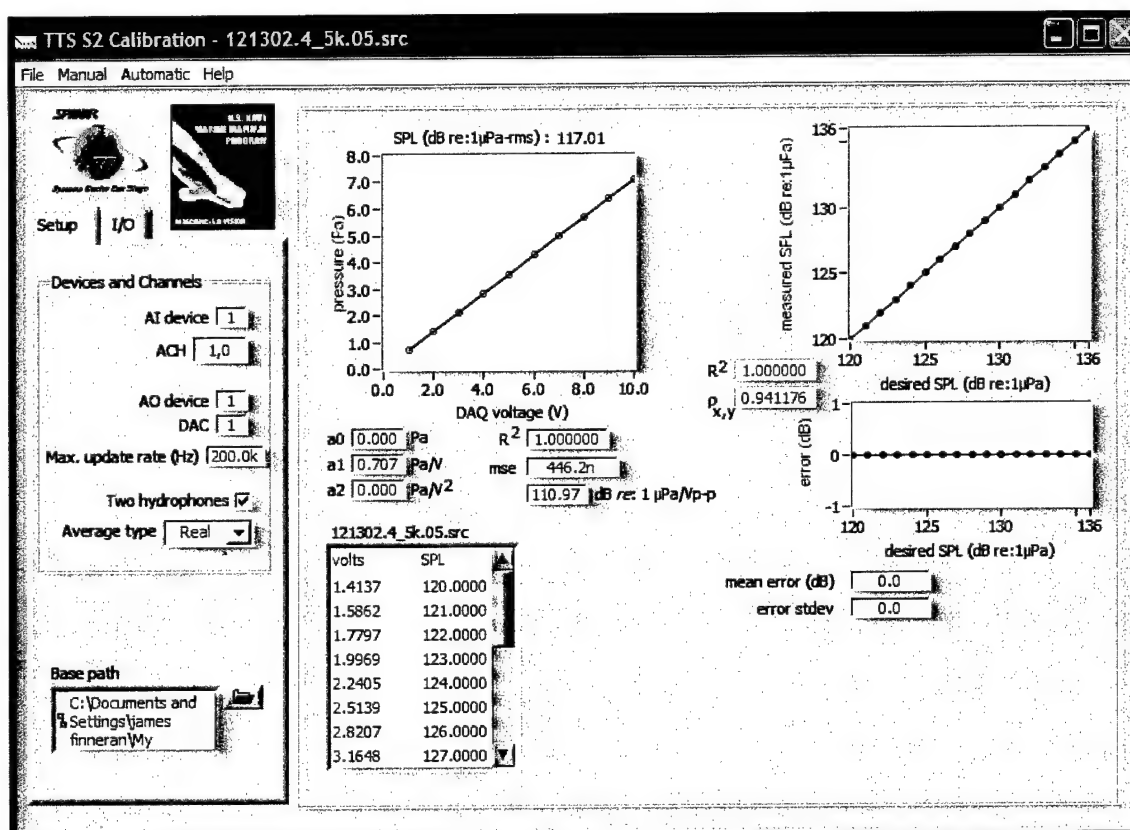 TTS S2 Calibration - 121302.4_5k.05.src
File Manual Automatic Help
Setup I/O
Devices and Channels
AI device 1
ACH 1,0
AO device 1
DAC 1
Max. update rate (Hz) 200.0k
Two hydrophones
Average type Real
Base path
C:\Documents and
Settings\james
finneran\My
SPL (dB re:1µPa-rms) : 117.01
pressure (Pa)
8.0
7.0
6.0
5.0
4.0
3.0
2.0
1.0
0.0
0.0 2.0 4.0 6.0 8.0 10.0
DAQ voltage (V)
a0 0.000 Pa
a1 0.707 Pa/V
a2 0.000 Pa/V²
R² 1.000000
mse 446.2n
110.97 dB re: 1 µPa/Vp-p
121302.4_5k.05.src
volts SPL
1.4137 120.0000
1.5862 121.0000
1.7797 122.0000
1.9969 123.0000
2.2405 124.0000
2.5139 125.0000
2.8207 126.0000
3.1648 127.0000
measured SPL (dB re:1µPa)
136
130
125
120
120 125 130 136
desired SPL (dB re:1µPa)
R² 1.000000
ρx,y 0.941176
error (dB)
1
0
-1
120 125 130 136
desired SPL (dB re:1µPa)
mean error (dB) 0.0
error stdev 0.0